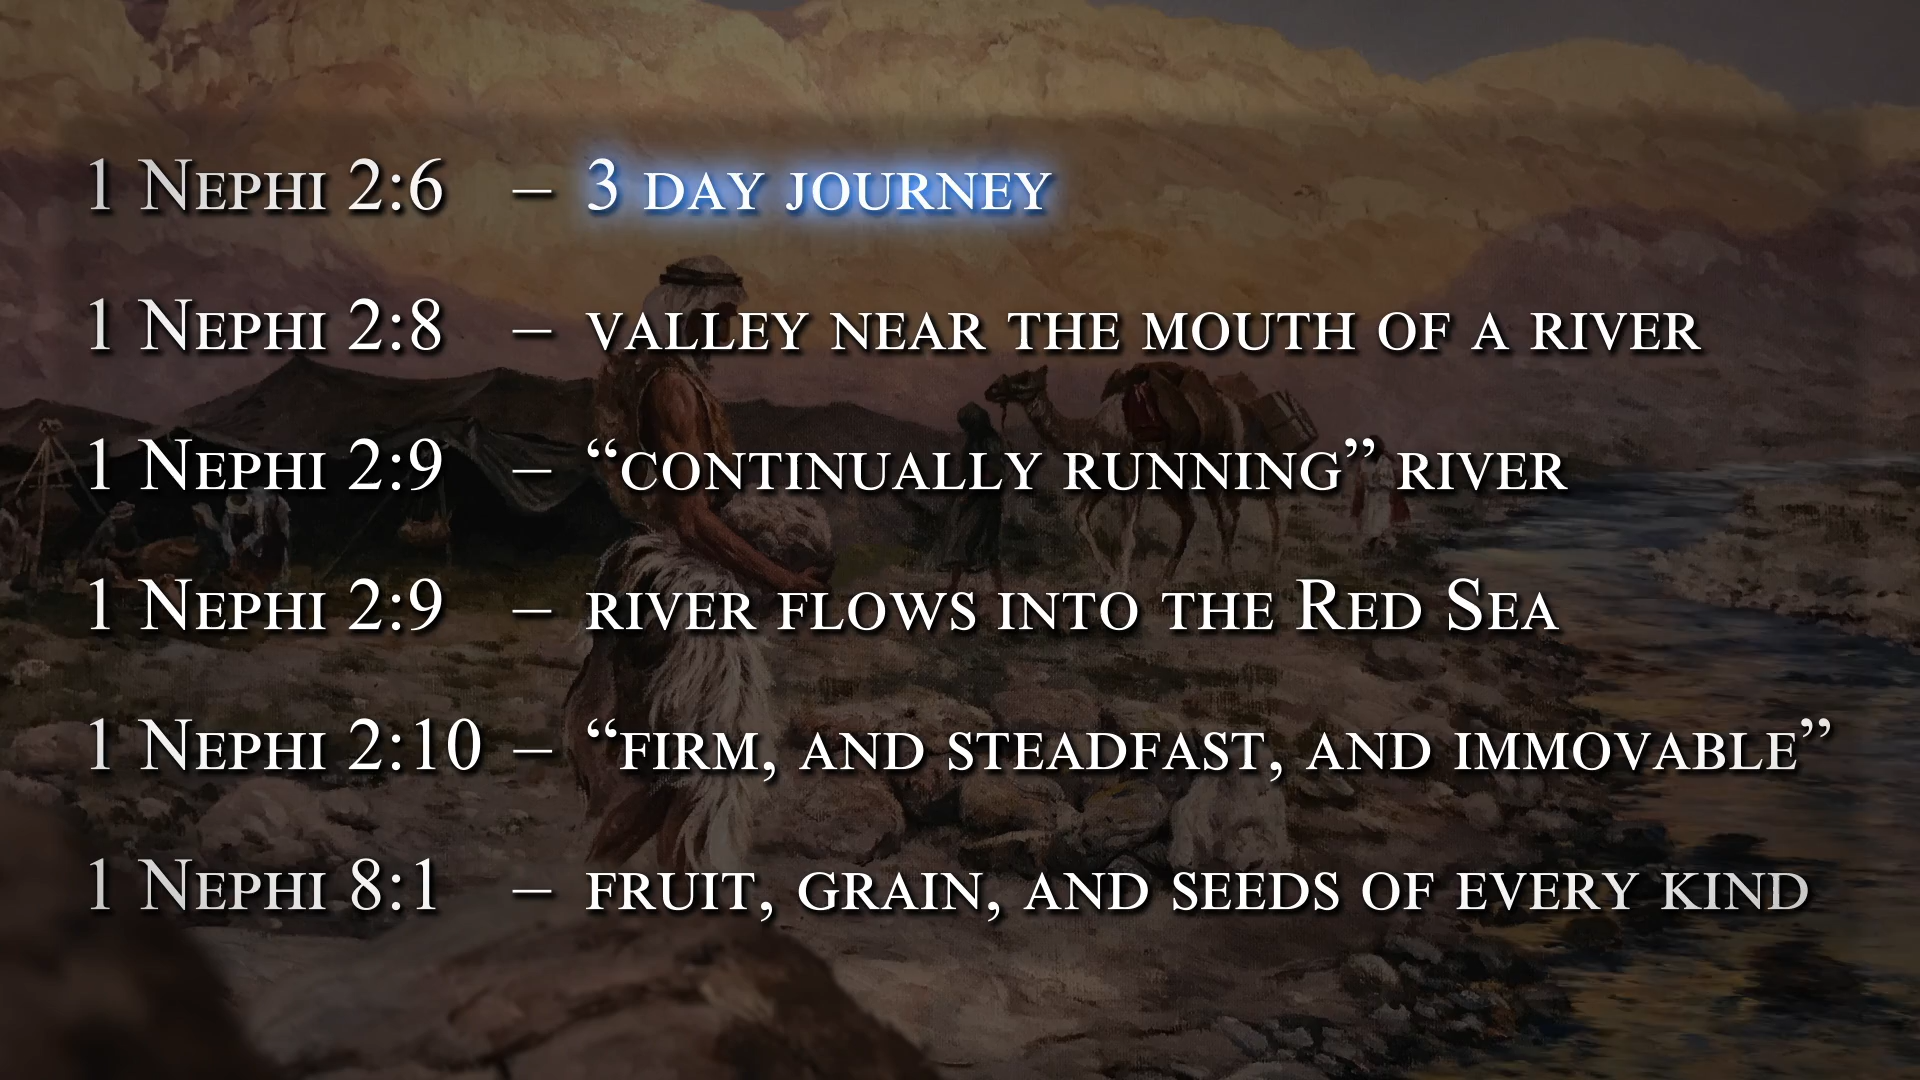 1 Nephi 2:6 – 3 day journey
1 Nephi 2:8 – valley near the mouth of a river
1 Nephi 2:9 – “continually running” river
1 Nephi 2:9 – river flows into the Red Sea
1 Nephi 2:10 – “firm, and steadfast, and immovable”
1 Nephi 8:1 – fruit, grain, and seeds of every kind